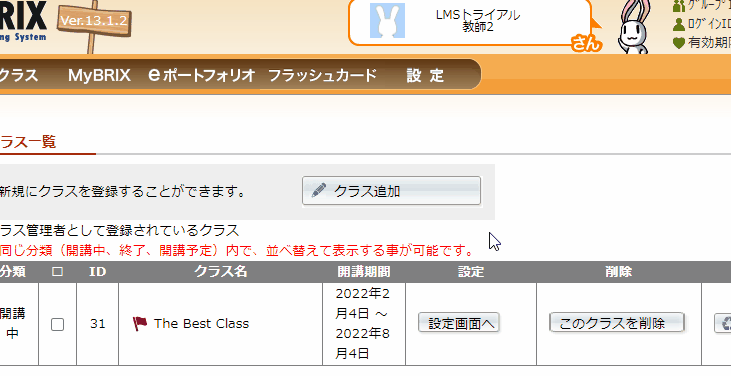 BRIX
Ver.13.1.2
ing System
LMSトライアル
教師2
さん
グループI
ログインID
有効期限
クラス MyBRIX eポートフォリオ フラッシュカード 設 定
ラス一覧
新規にクラスを登録することができます。 クラス追加
ラス管理者として登録されているクラス
同じ分類（開講中、終了、開講予定）内で、並べ替えて表示する事が可能です。
分類 □ ID クラス名 開講期間 設定 削除
開講中 31 The Best Class 2022年2月4日 ～ 2022年8月4日 設定画面へ このクラスを削除